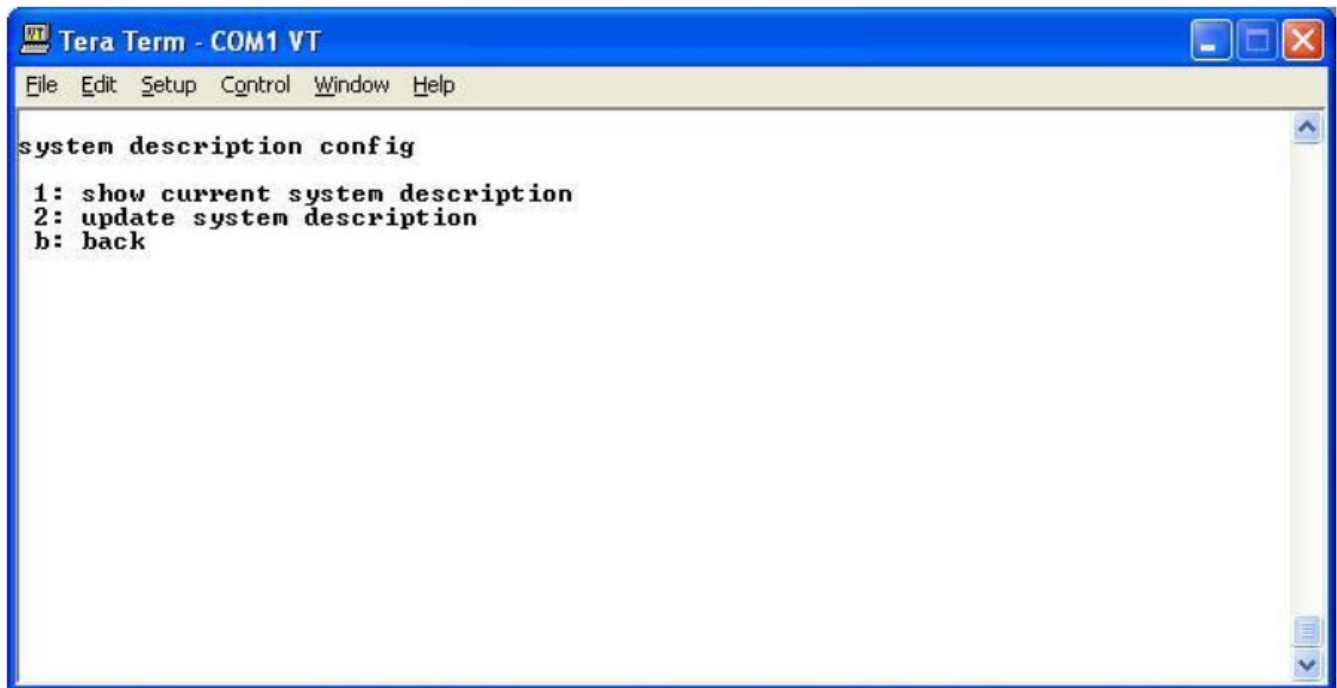 Tera Term - COM1 VT
File Edit Setup Control Window Help
system description config
1: show current system description
2: update system description
b: back